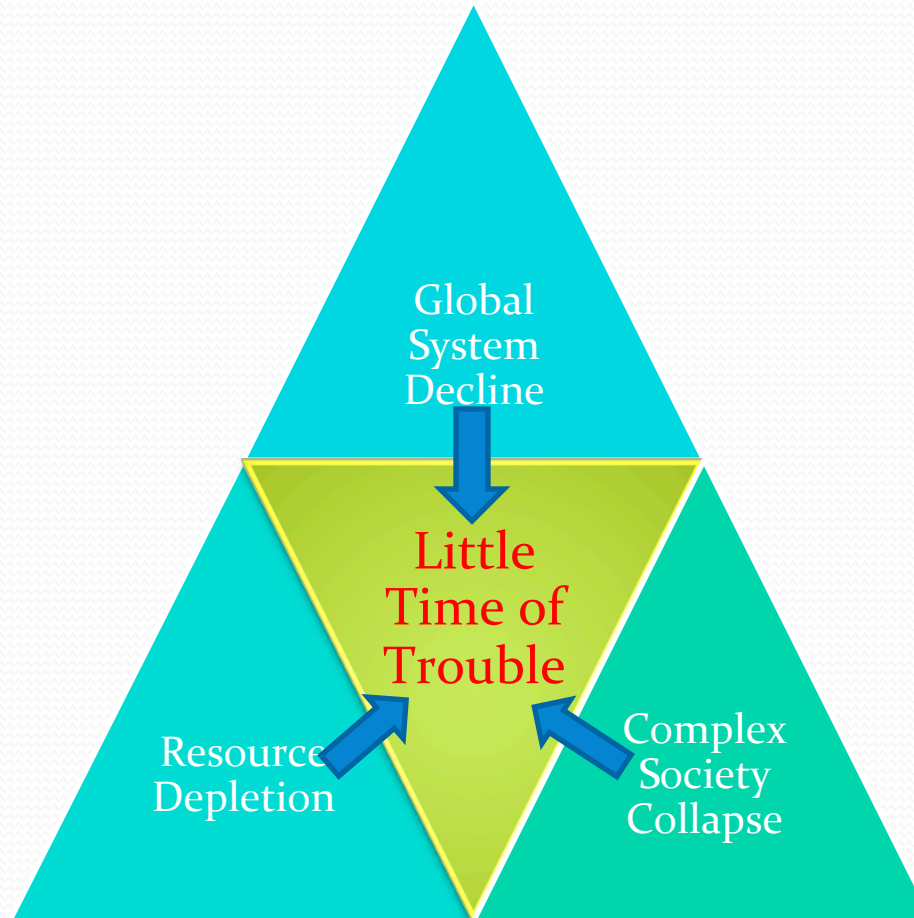 Global
System
Decline
Little
Time of
Trouble
Resource
Depletion
Complex
Society
Collapse